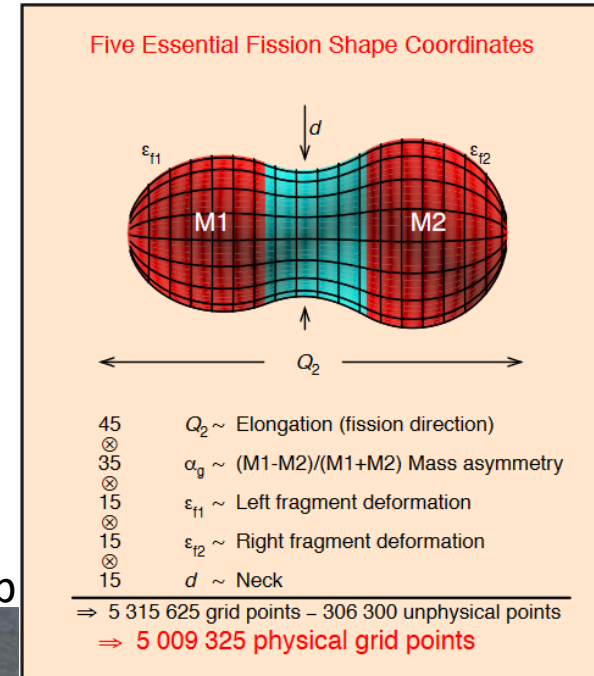 Five Essential Fission Shape Coordinates
d
εf1
εf2
M1
M2
Q2
45 Q2 ~ Elongation (fission direction)
⊗
35 αg ~ (M1-M2)/(M1+M2) Mass asymmetry
⊗
15 εf1 ~ Left fragment deformation
⊗
15 εf2 ~ Right fragment deformation
⊗
15 d ~ Neck
⇒ 5 315 625 grid points – 306 300 unphysical points
⇒ 5 009 325 physical grid points